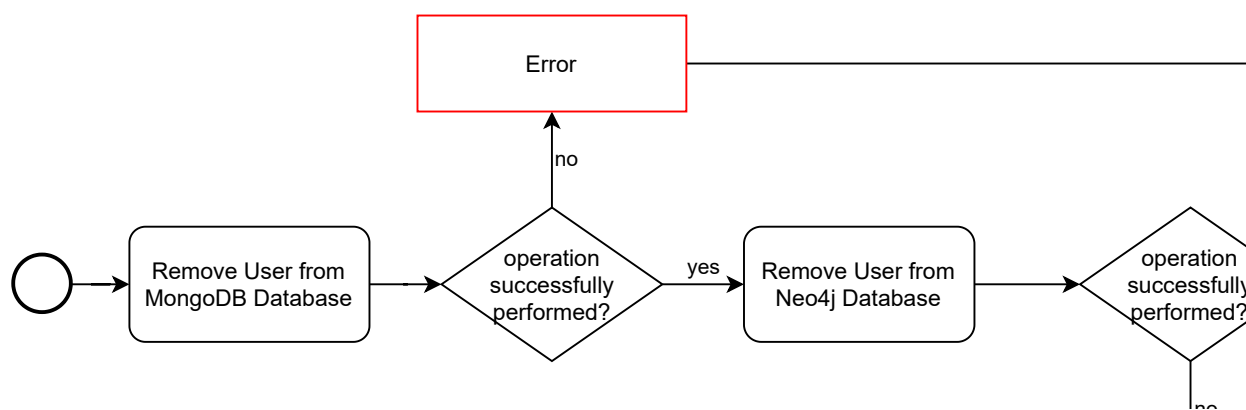 Error
no
Remove User from
MongoDB Database
operation
successfully
performed?
yes
Remove User from
Neo4j Database
operation
successfully
performed?
no